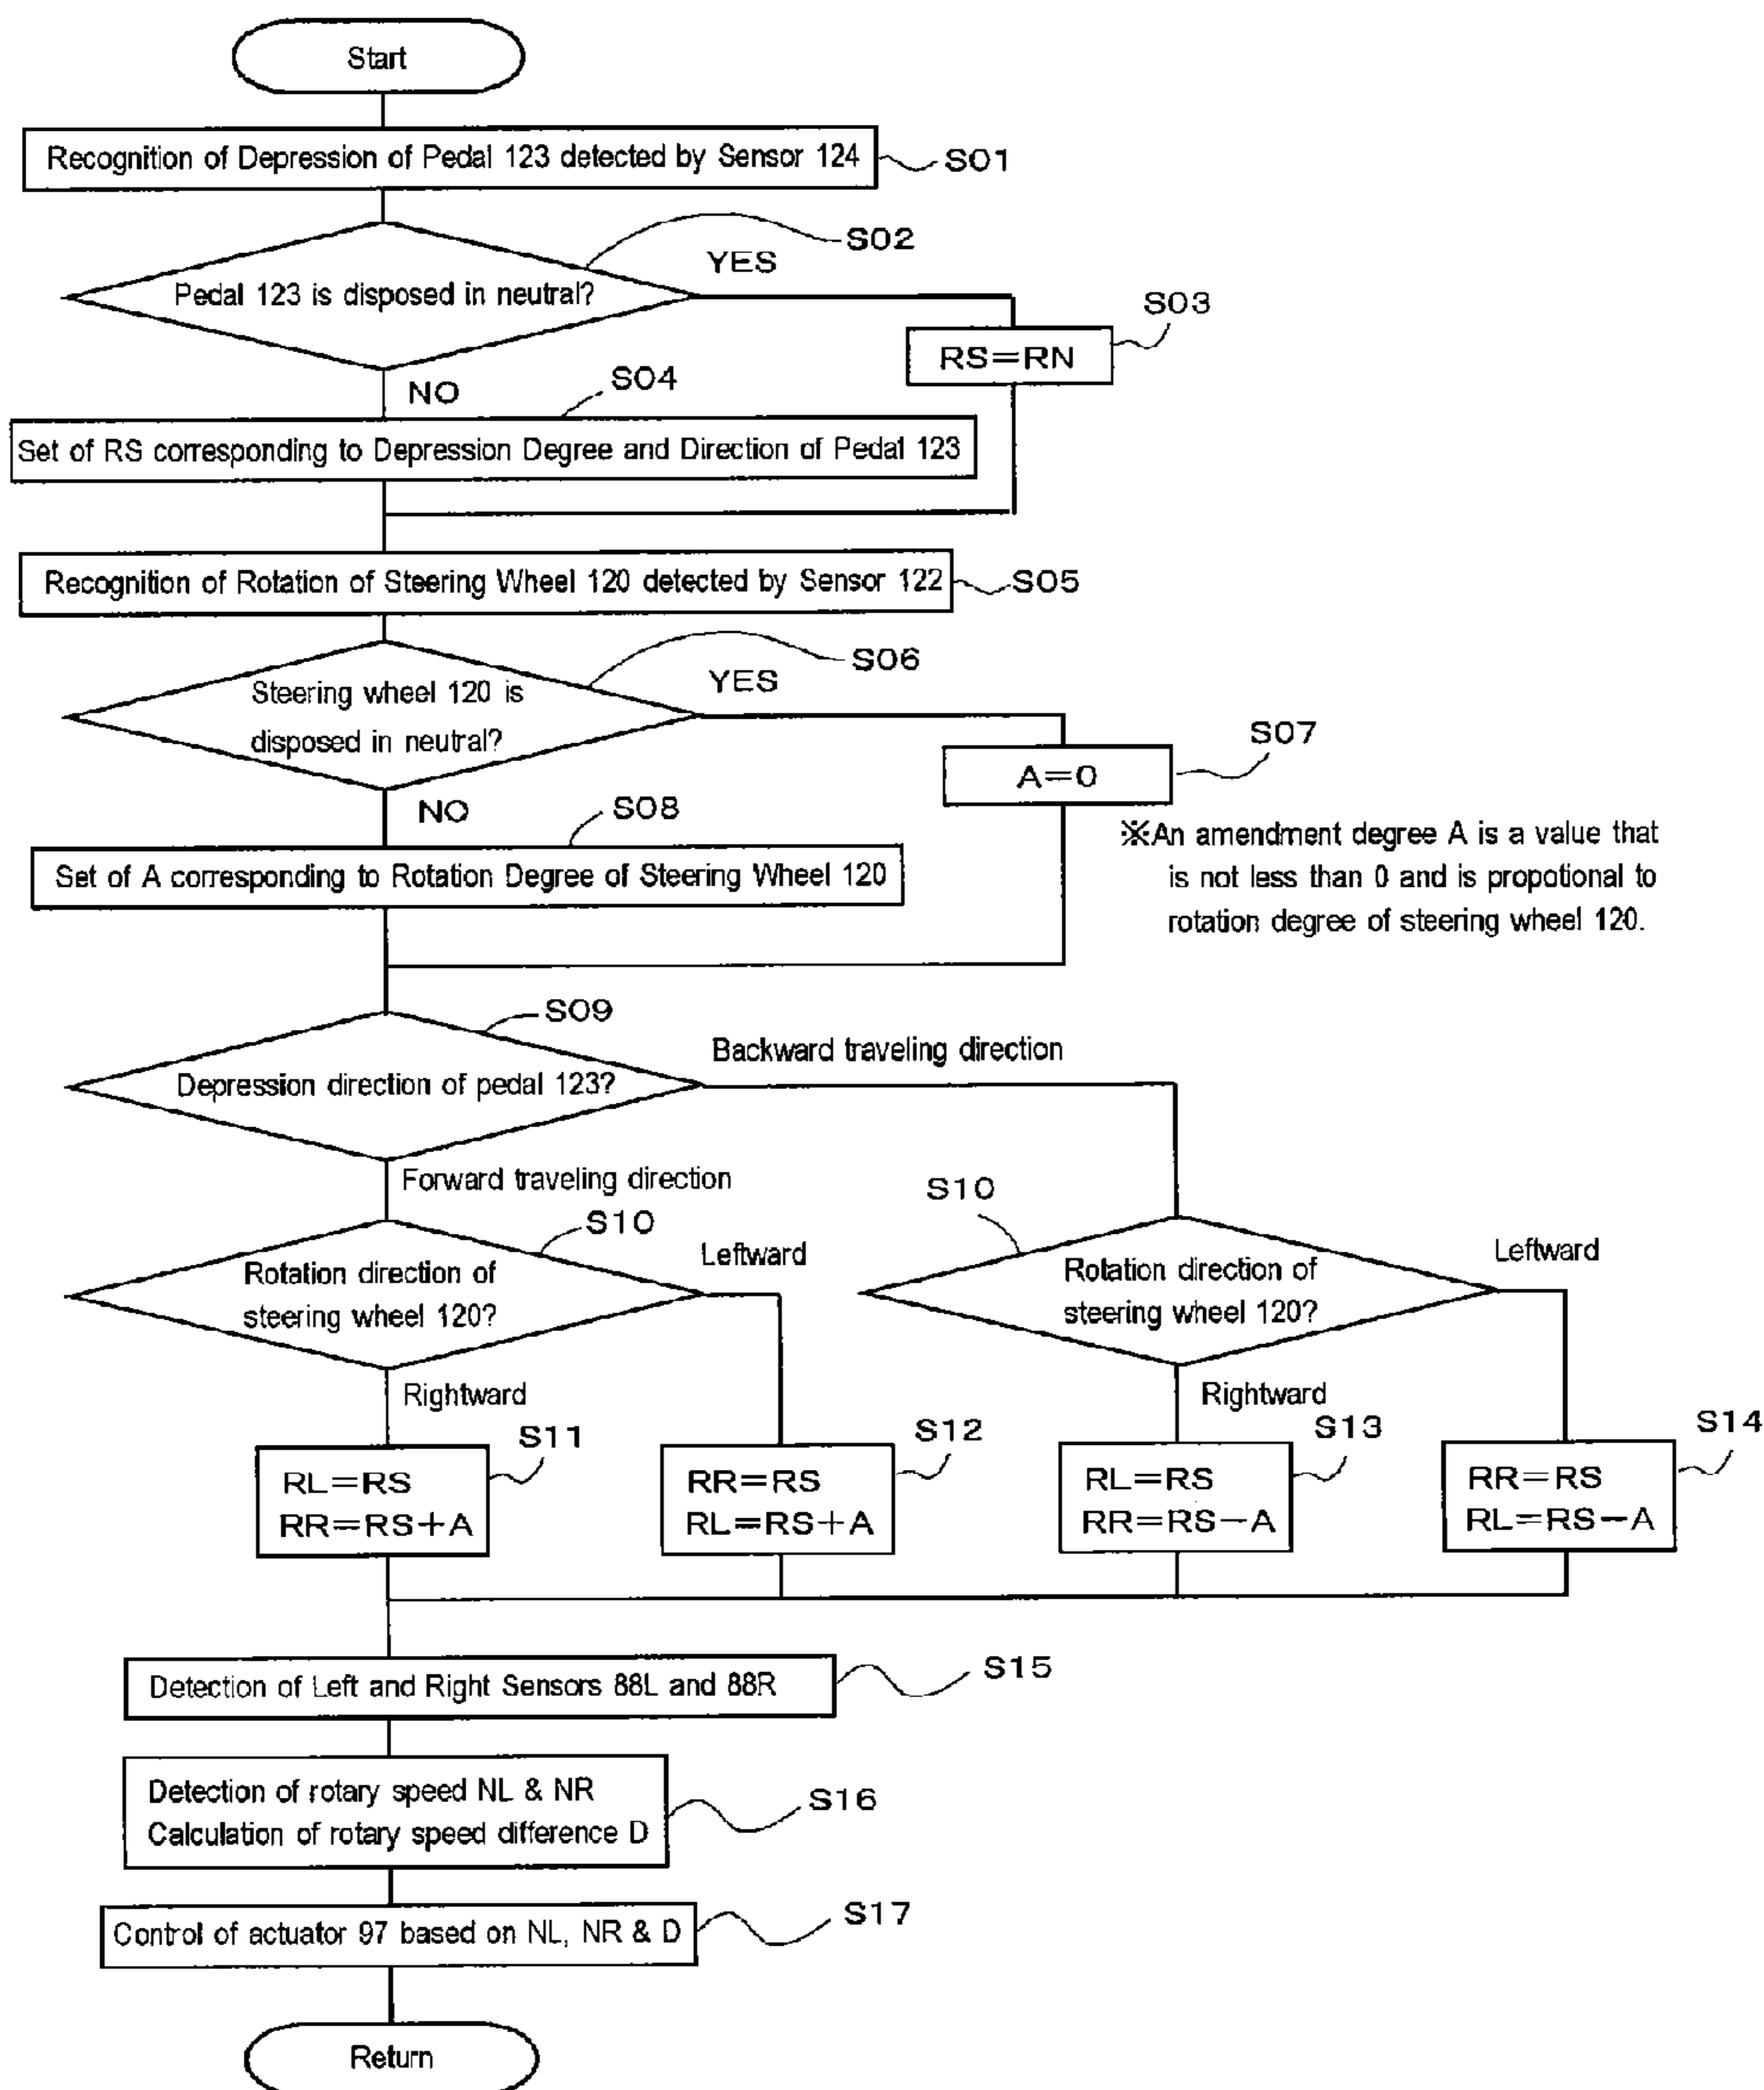 Start
Recognition of Depression of Pedal 123 detected by Sensor 124
S01
S02
YES
Pedal 123 is disposed in neutral?
S03
RS=RN
NO
S04
Set of RS corresponding to Depression Degree and Direction of Pedal 123
Recognition of Rotation of Steering Wheel 120 detected by Sensor 122
S05
S06
YES
Steering wheel 120 is
disposed in neutral?
S07
A=0
NO
S08
Set of A corresponding to Rotation Degree of Steering Wheel 120
※An amendment degree A is a value that
is not less than 0 and is propotional to
rotation degree of steering wheel 120.
S09
Backward traveling direction
Depression direction of pedal 123?
Forward traveling direction
S10
Leftward
Rotation direction of
steering wheel 120?
Rightward
S10
Leftward
Rotation direction of
steering wheel 120?
Rightward
S11
RL=RS
RR=RS+A
S12
RR=RS
RL=RS+A
S13
RL=RS
RR=RS−A
S14
RR=RS
RL=RS−A
Detection of Left and Right Sensors 88L and 88R
S15
Detection of rotary speed NL & NR
Calculation of rotary speed difference D
S16
Control of actuator 97 based on NL, NR & D
S17
Return